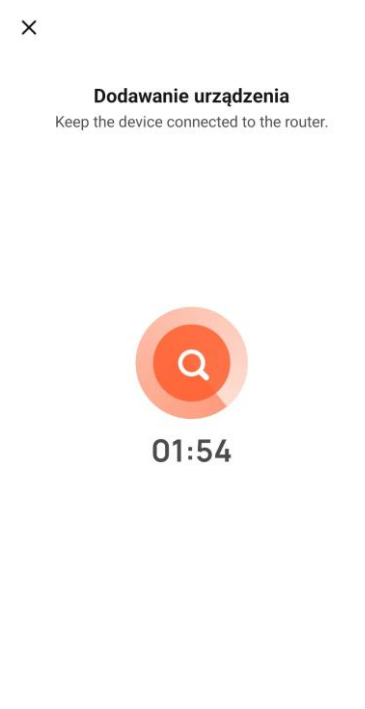 Dodawanie urządzenia
Keep the device connected to the router.
01:54